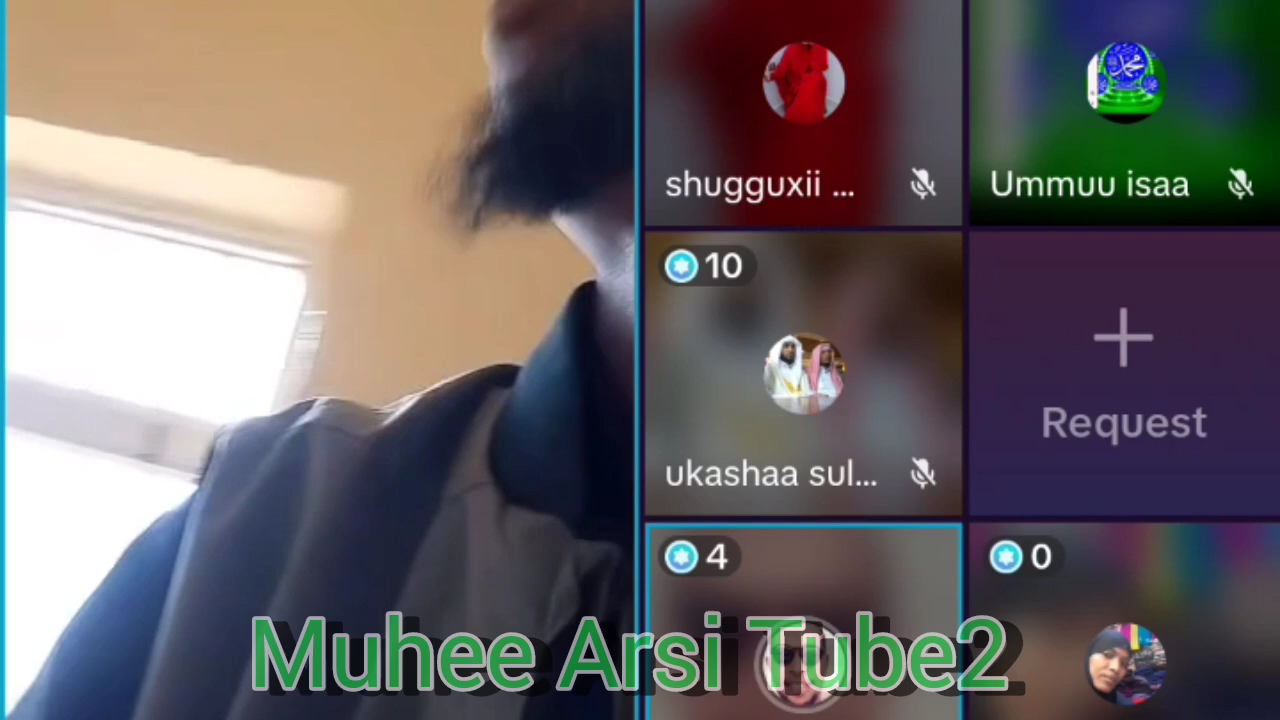 shugguxii ...
Ummuu isaa
10
ukashaa sul...
Request
4
0
Muhee Arsi Tube2